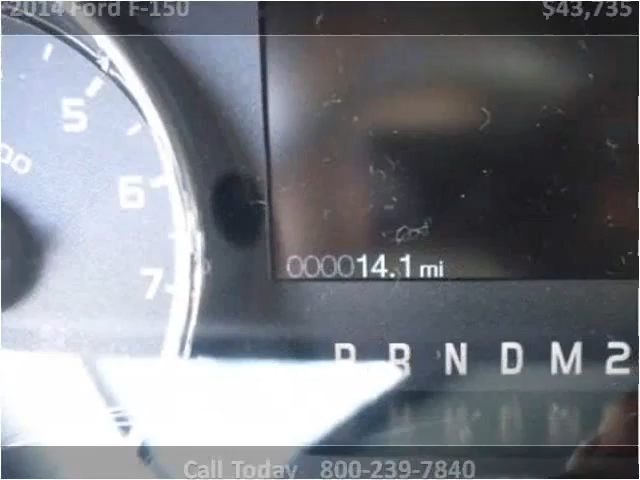 2014 Ford F-150 $43,735
5
6
7
000014.1 mi
P R N D M 2
Call Today 800-239-7840